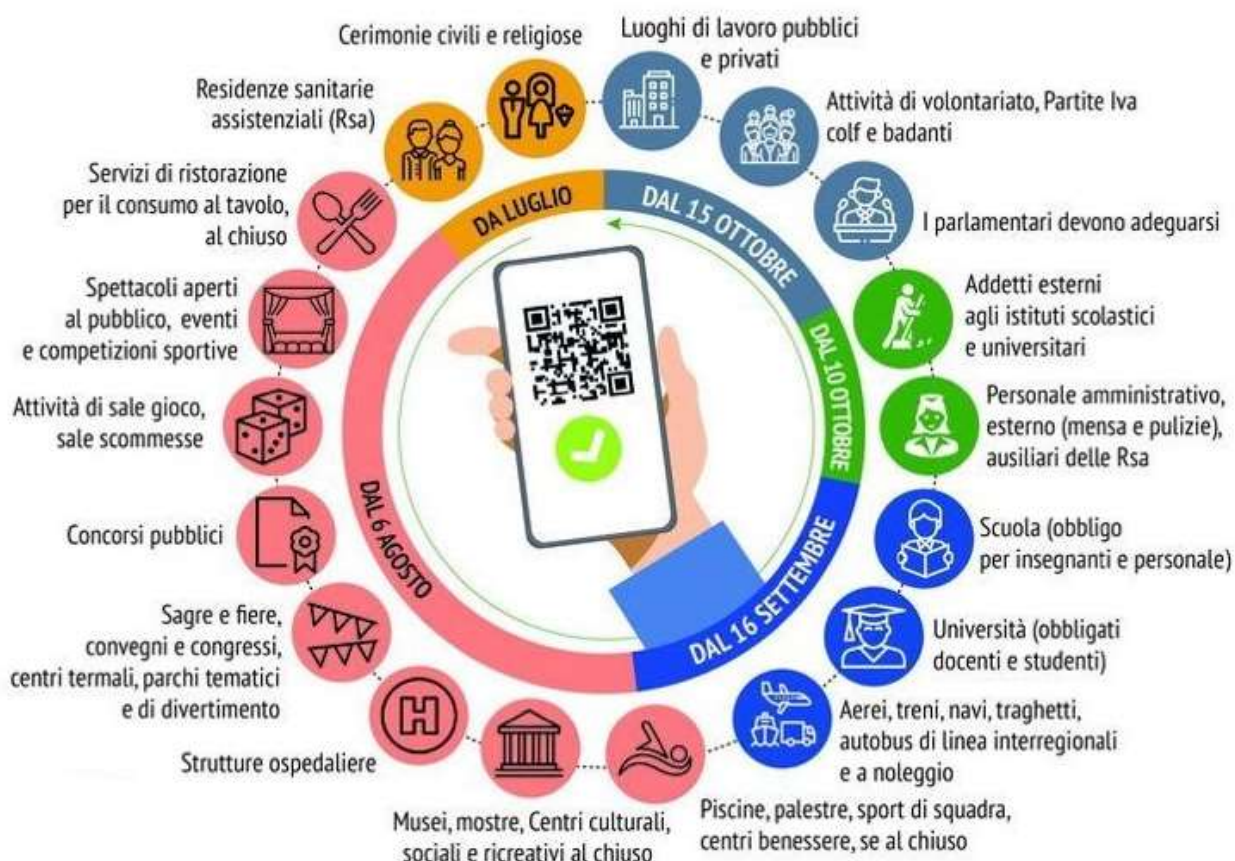 Cerimonie civili e religiose
Luoghi di lavoro pubblici
e privati
Residenze sanitarie
assistenziali (Rsa)
Attività di volontariato, Partite Iva
colf e badanti
Servizi di ristorazione
per il consumo al tavolo,
al chiuso
DA LUGLIO
DAL 15 OTTOBRE
I parlamentari devono adeguarsi
Spettacoli aperti
al pubblico, eventi
e competizioni sportive
Addetti esterni
agli istituti scolastici
e universitari
DAL 10 OTTOBRE
Attività di sale gioco,
sale scommesse
Personale amministrativo,
esterno (mensa e pulizie),
ausiliari delle Rsa
DAL 6 AGOSTO
Concorsi pubblici
Scuola (obbligo
per insegnanti e personale)
DAL 16 SETTEMBRE
Sagre e fiere,
convegni e congressi,
centri termali, parchi tematici
e di divertimento
Università (obbligati
docenti e studenti)
H
Strutture ospedaliere
Aerei, treni, navi, traghetti,
autobus di linea interregionali
e a noleggio
Musei, mostre, Centri culturali,
sociali e ricreativi al chiuso
Piscine, palestre, sport di squadra,
centri benessere, se al chiuso